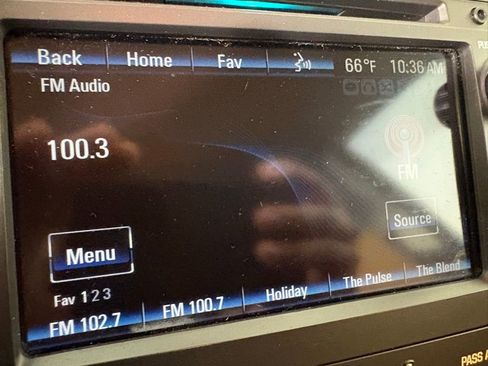 Back Home Fav 66°F 10:36 AM
FM Audio
100.3
FM
Source
Menu
Fav 1 2 3
FM 102.7 FM 100.7 Holiday The Pulse The Blend
PASS